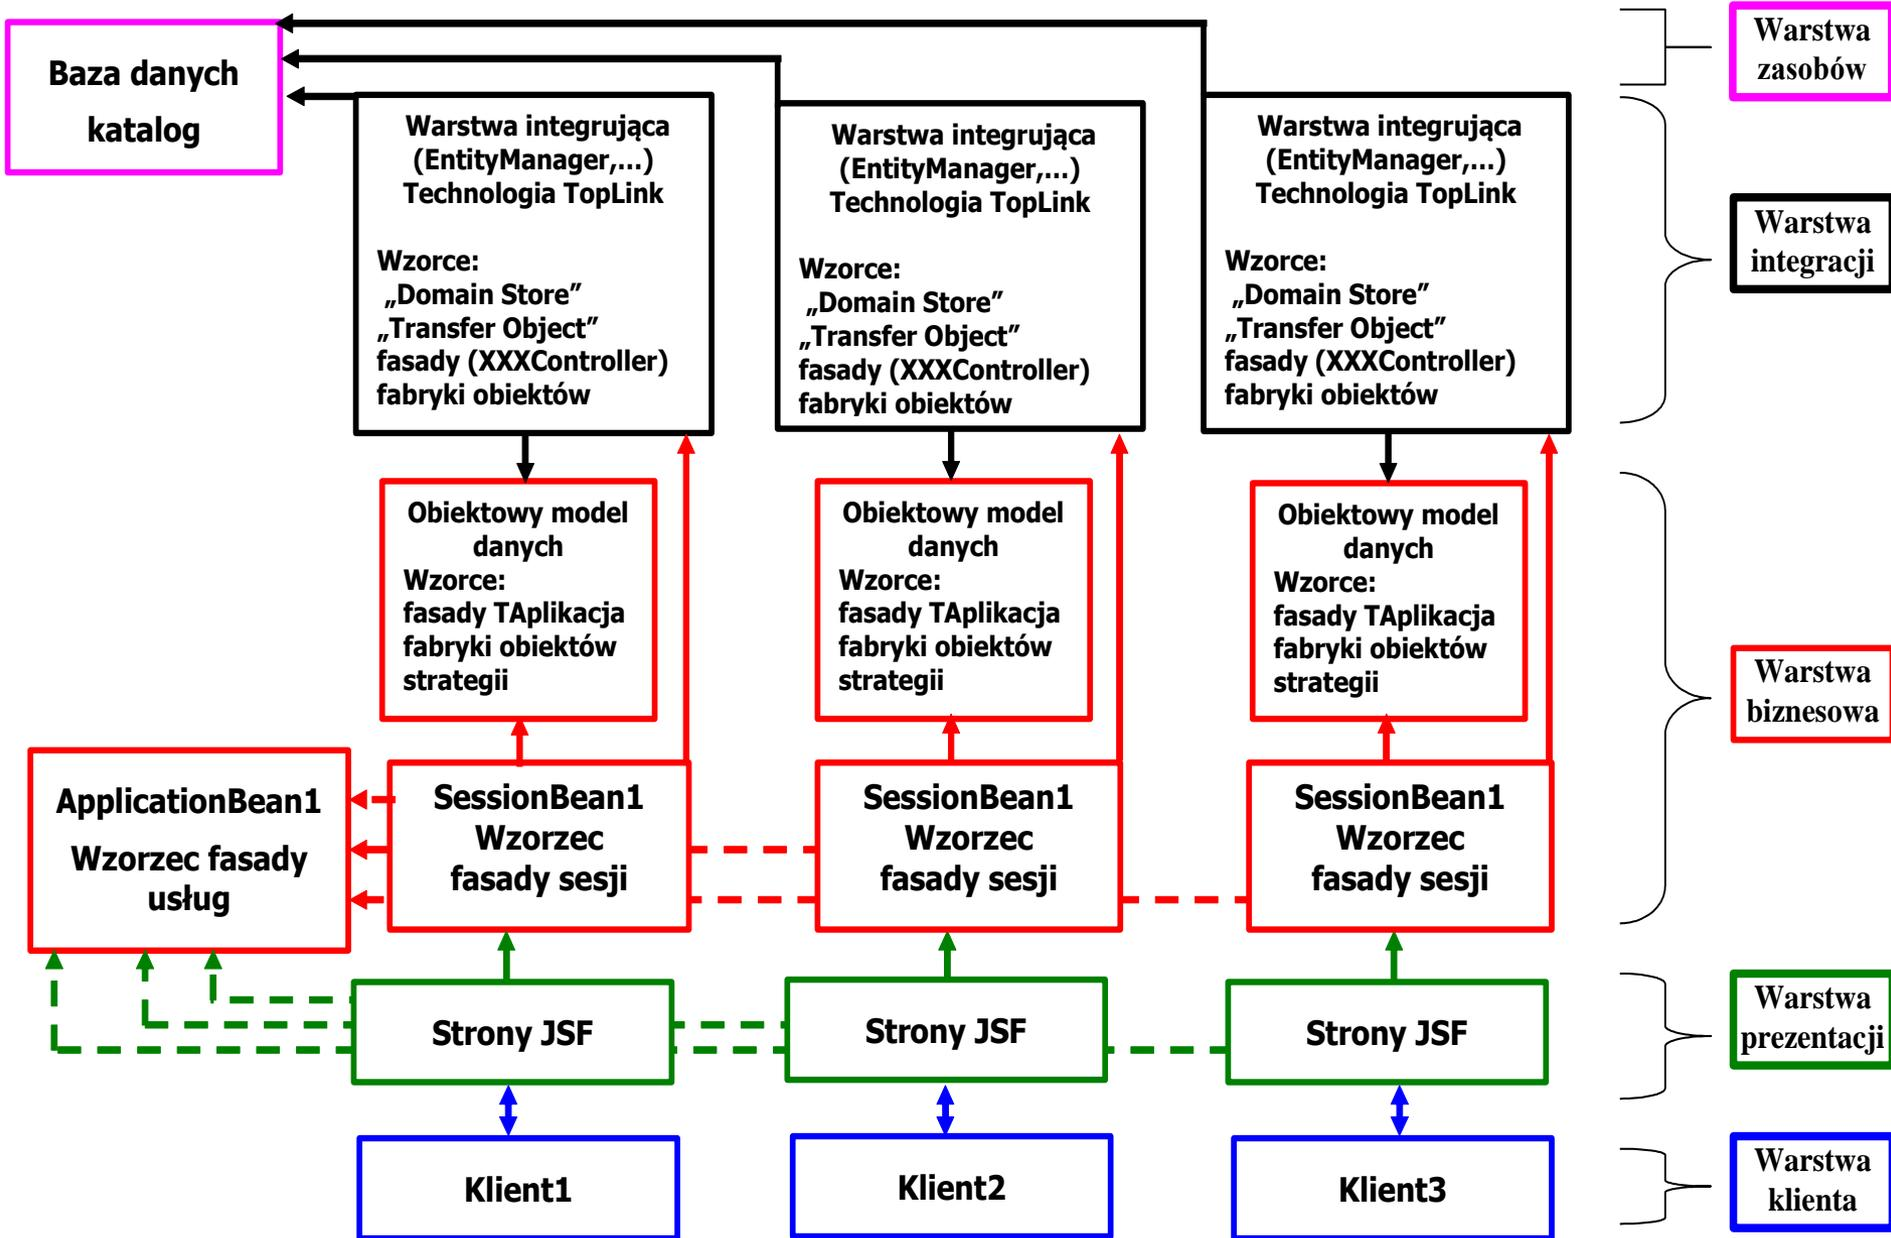 Baza danych
katalog
Warstwa
zasobów
Warstwa integrująca
(EntityManager,...)
Technologia TopLink
Wzorce:
„Domain Store”
„Transfer Object”
fasady (XXXController)
fabryki obiektów
Warstwa integrująca
(EntityManager,...)
Technologia TopLink
Wzorce:
„Domain Store”
„Transfer Object”
fasady (XXXController)
fabryki obiektów
Warstwa integrująca
(EntityManager,...)
Technologia TopLink
Wzorce:
„Domain Store”
„Transfer Object”
fasady (XXXController)
fabryki obiektów
Warstwa
integracji
Obiektowy model
danych
Wzorce:
fasady TAplikacja
fabryki obiektów
strategii
Obiektowy model
danych
Wzorce:
fasady TAplikacja
fabryki obiektów
strategii
Obiektowy model
danych
Wzorce:
fasady TAplikacja
fabryki obiektów
strategii
Warstwa
biznesowa
ApplicationBean1
Wzorzec fasady
usług
SessionBean1
Wzorzec
fasady sesji
SessionBean1
Wzorzec
fasady sesji
SessionBean1
Wzorzec
fasady sesji
Strony JSF
Strony JSF
Strony JSF
Warstwa
prezentacji
Klient1
Klient2
Klient3
Warstwa
klienta